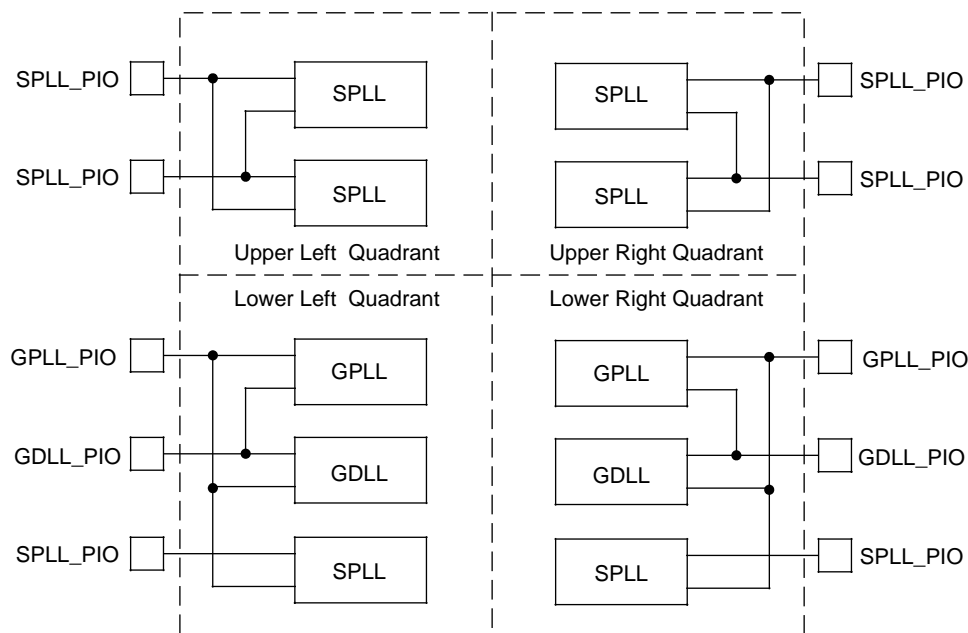 SPLL_PIO
SPLL
SPLL
SPLL_PIO
SPLL_PIO
SPLL
SPLL
SPLL_PIO
Upper Left Quadrant
Upper Right Quadrant
Lower Left Quadrant
Lower Right Quadrant
GPLL_PIO
GPLL
GPLL
GPLL_PIO
GDLL_PIO
GDLL
GDLL
GDLL_PIO
SPLL_PIO
SPLL
SPLL
SPLL_PIO